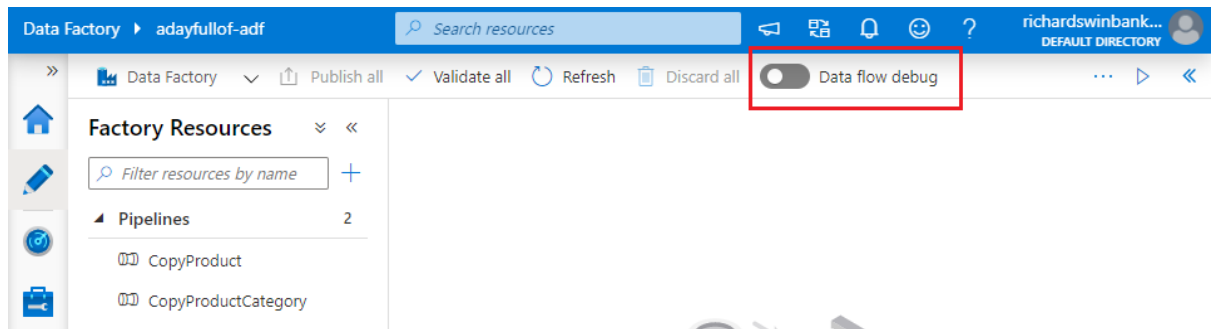 Data Factory ▸ adayfullof-adf
Search resources
richardswinbank...
DEFAULT DIRECTORY
Data Factory
Publish all
Validate all
Refresh
Discard all
Data flow debug
Factory Resources
Filter resources by name
Pipelines 2
CopyProduct
CopyProductCategory